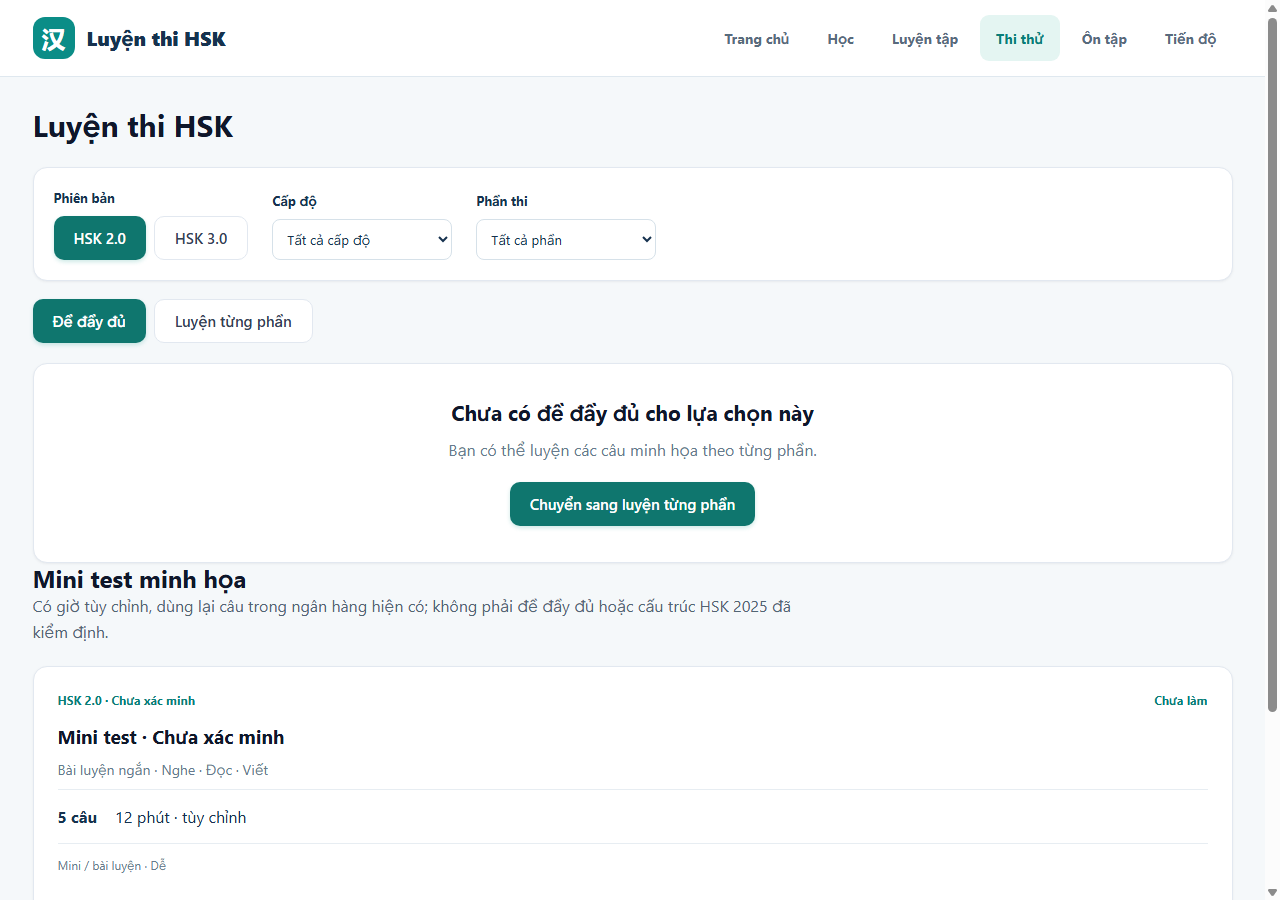 汉 Luyện thi HSK Trang chủ Học Luyện tập Thi thử Ôn tập Tiến độ
Luyện thi HSK
Phiên bản Cấp độ Phần thi
HSK 2.0 HSK 3.0 Tất cả cấp độ Tất cả phần
Đề đầy đủ Luyện từng phần
Chưa có đề đầy đủ cho lựa chọn này
Bạn có thể luyện các câu minh họa theo từng phần.
Chuyển sang luyện từng phần
Mini test minh họa
Có giờ tùy chỉnh, dùng lại câu trong ngân hàng hiện có; không phải đề đầy đủ hoặc cấu trúc HSK 2025 đã
kiểm định.
HSK 2.0 · Chưa xác minh Chưa làm
Mini test · Chưa xác minh
Bài luyện ngắn · Nghe · Đọc · Viết
5 câu 12 phút · tùy chỉnh
Mini / bài luyện · Dễ